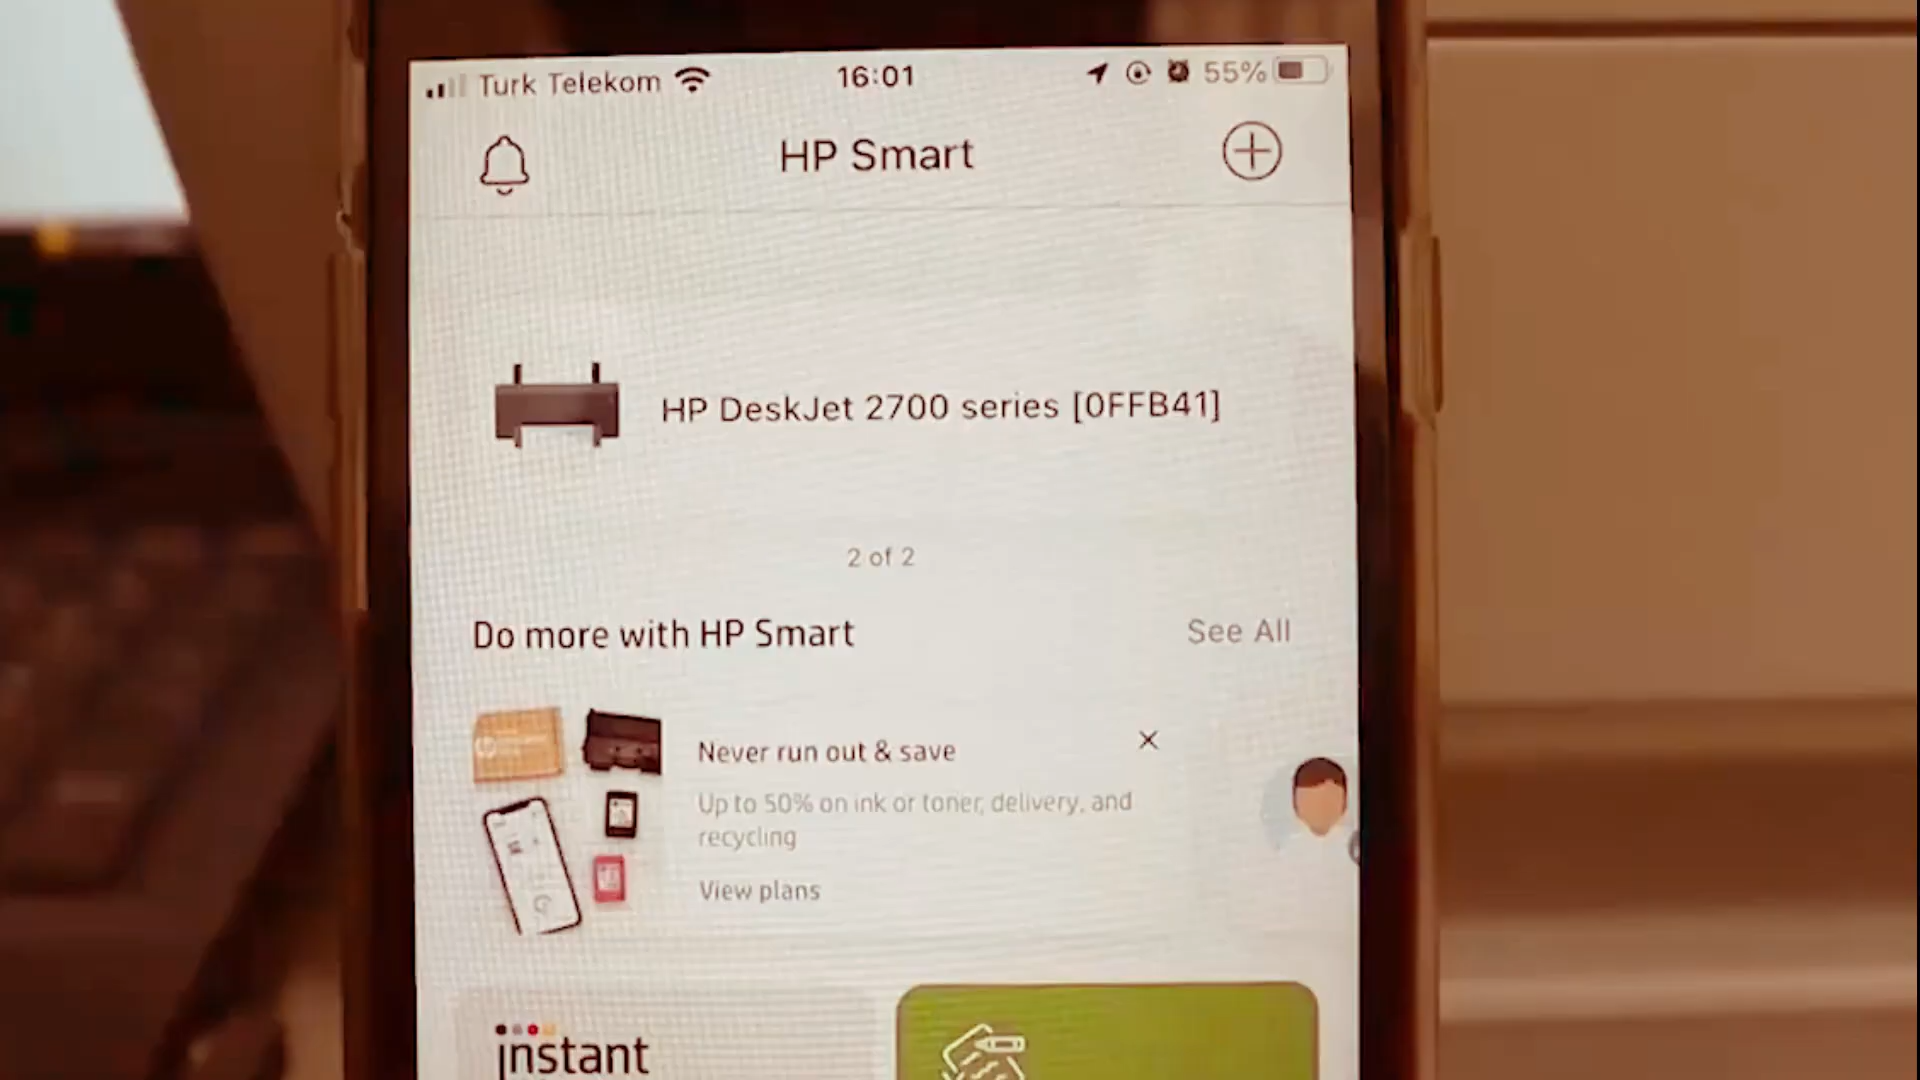 Turk Telekom 16:01 55%
HP Smart
HP DeskJet 2700 series [0FFB41]
2 of 2
Do more with HP Smart See All
Never run out & save
Up to 50% on ink or toner, delivery, and
recycling
View plans
instant